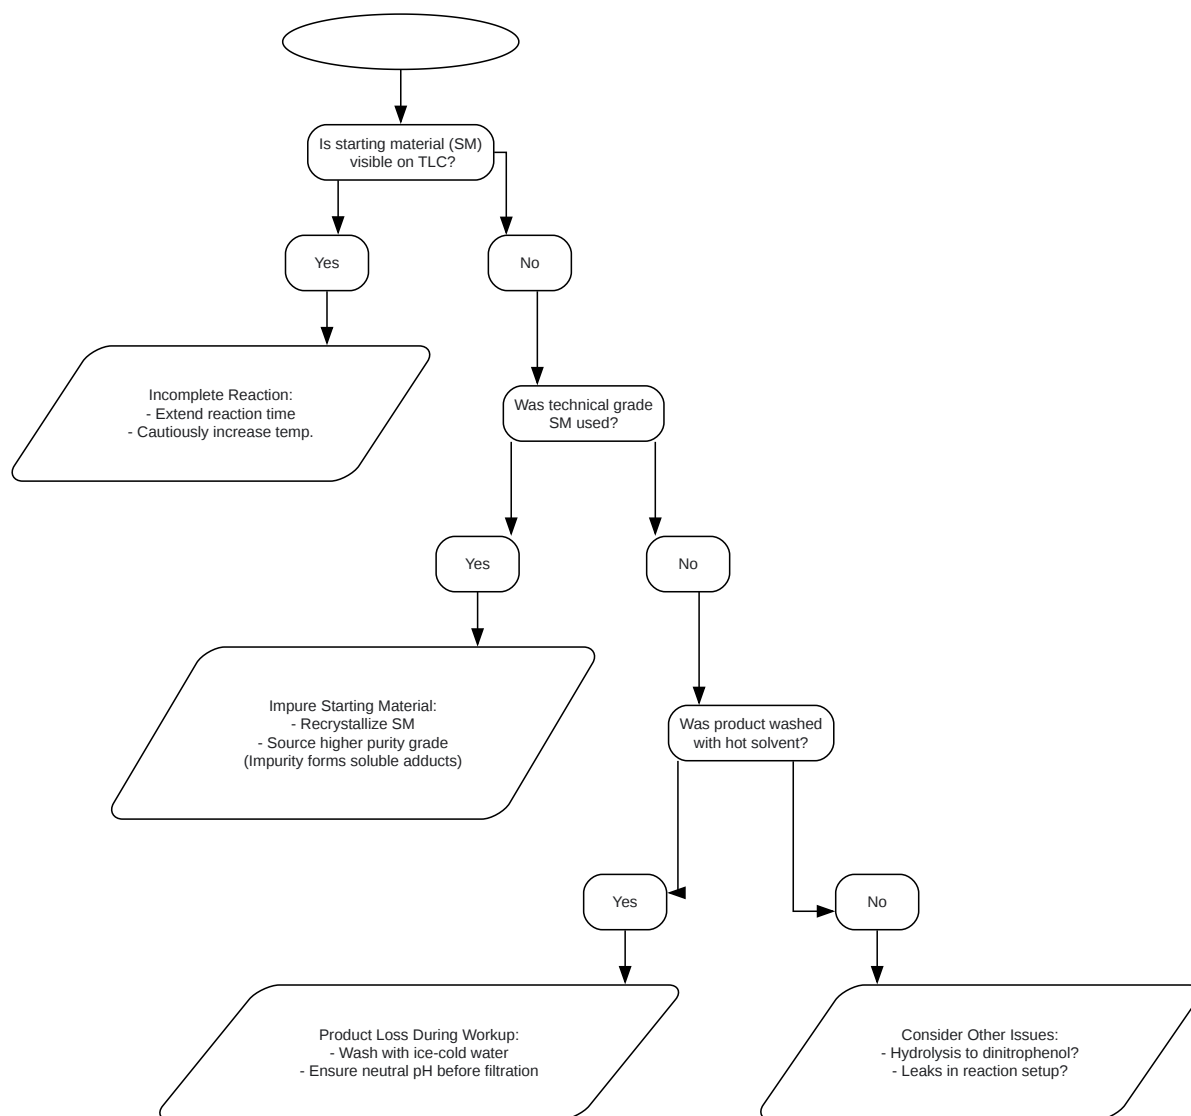 Is starting material (SM)
visible on TLC?
Yes
No
Incomplete Reaction:
- Extend reaction time
- Cautiously increase temp.
Was technical grade
SM used?
Yes
No
Impure Starting Material:
- Recrystallize SM
- Source higher purity grade
(Impurity forms soluble adducts)
Was product washed
with hot solvent?
Yes
No
Product Loss During Workup:
- Wash with ice-cold water
- Ensure neutral pH before filtration
Consider Other Issues:
- Hydrolysis to dinitrophenol?
- Leaks in reaction setup?